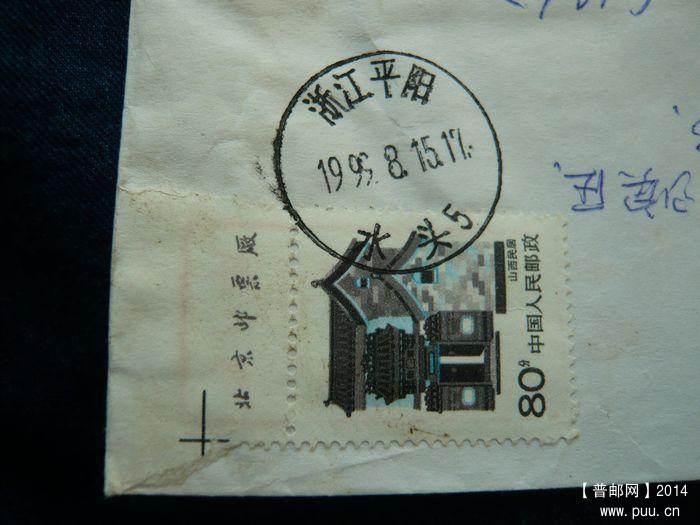 浙江平阳
1995.8.15.17.
水头5
山西民居
中国人民邮政
80分
北京邮票厂
【普邮网】2014
www.puu.cn